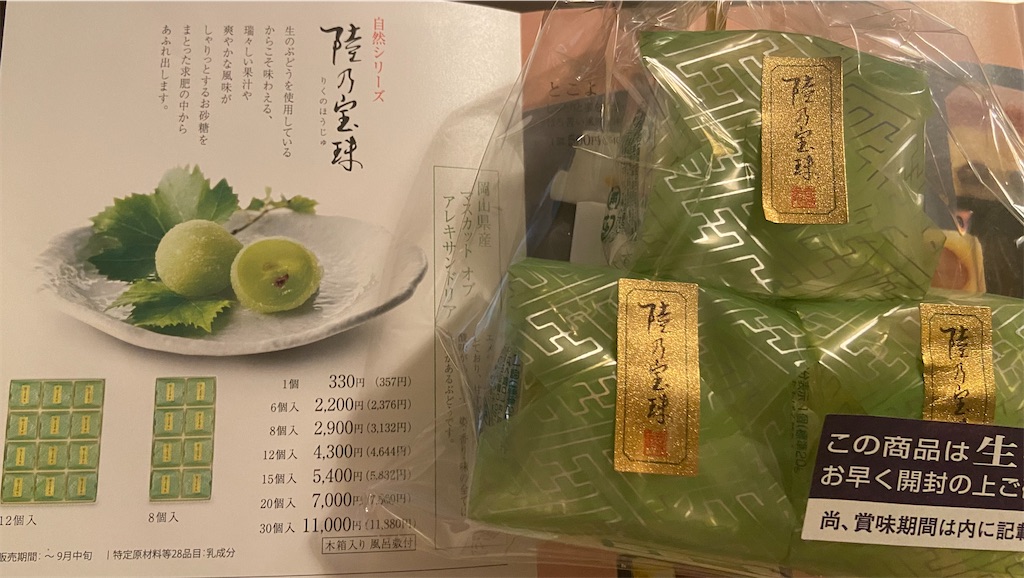 自然シリーズ
陸乃宝珠
りくのほうじゅ
生のぶどうを使用している
からこそ味わえる、
瑞々しい果汁や
爽やかな風味が
しゃりっとするお砂糖を
まとった求肥の中から
あふれ出します。
岡山県産
マスカット オブ
アレキサンドリア
1個 330円 (357円)
6個入 2,200円 (2,376円)
8個入 2,900円 (3,132円)
12個入 4,300円 (4,644円)
15個入 5,400円 (5,832円)
20個入 7,000円
30個入 11,000円 (11,880円)
木箱入り 風呂敷付
12個入
8個入
販売期間:~9月中旬 | 特定原材料等28品目:乳成分
陸乃宝珠
陸乃宝珠
陸乃宝
この商品は生
お早く開封の上ご
尚、賞味期間は内に記載